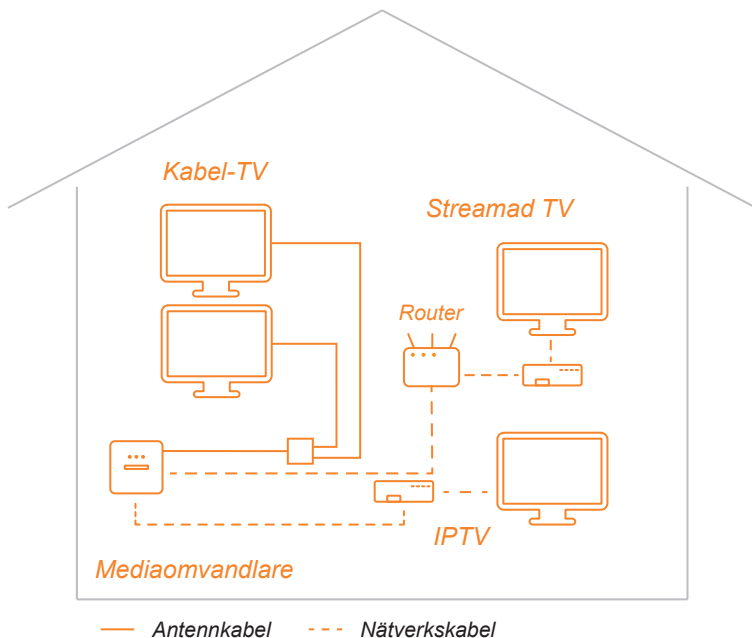 Kabel-TV
Streamad TV
Router
IPTV
Mediaomvandlare
Antennkabel
Nätverkskabel